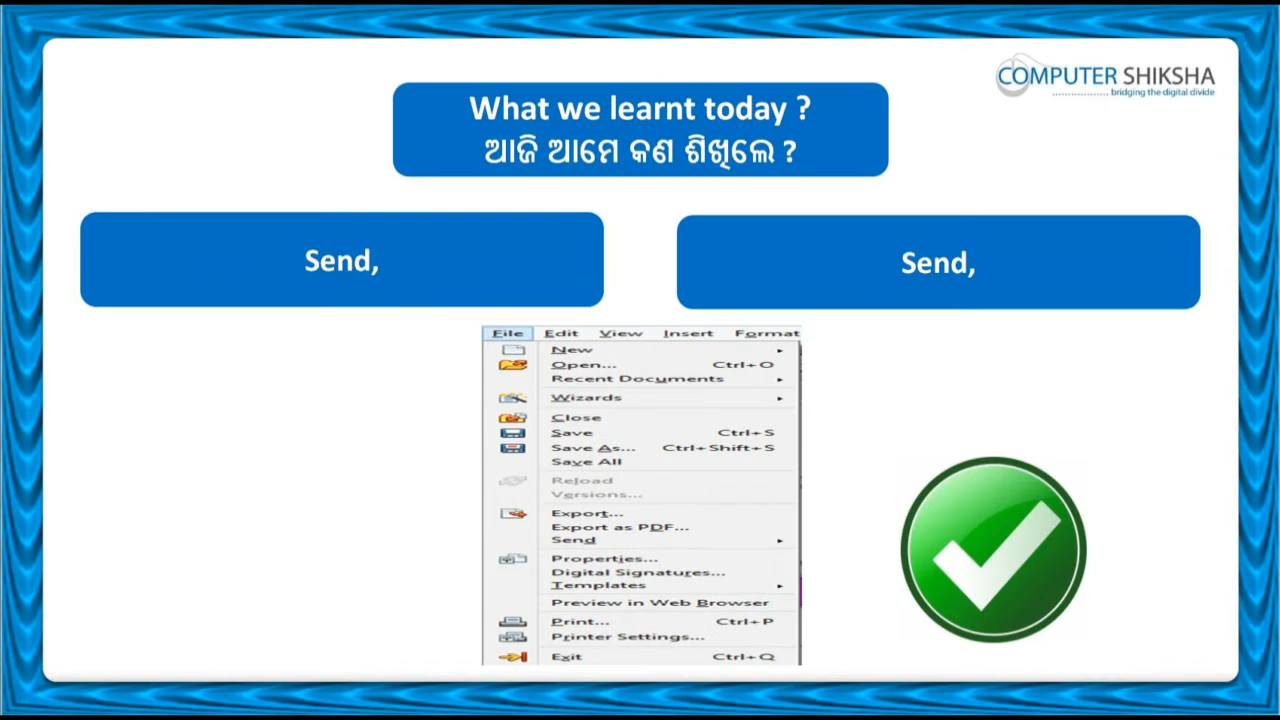 COMPUTER SHIKSHA
bridging the digital divide
What we learnt today ?
ଆଜି ଆମେ କଣ ଶିଖିଲେ ?
Send,
Send,
File Edit View Insert Format
New
Open... Ctrl+O
Recent Documents
Wizards
Close
Save Ctrl+S
Save As... Ctrl+Shift+S
Save All
Reload
Versions...
Export...
Export as PDF...
Send
Properties...
Digital Signatures...
Templates
Preview in Web Browser
Print... Ctrl+P
Printer Settings...
Exit Ctrl+Q